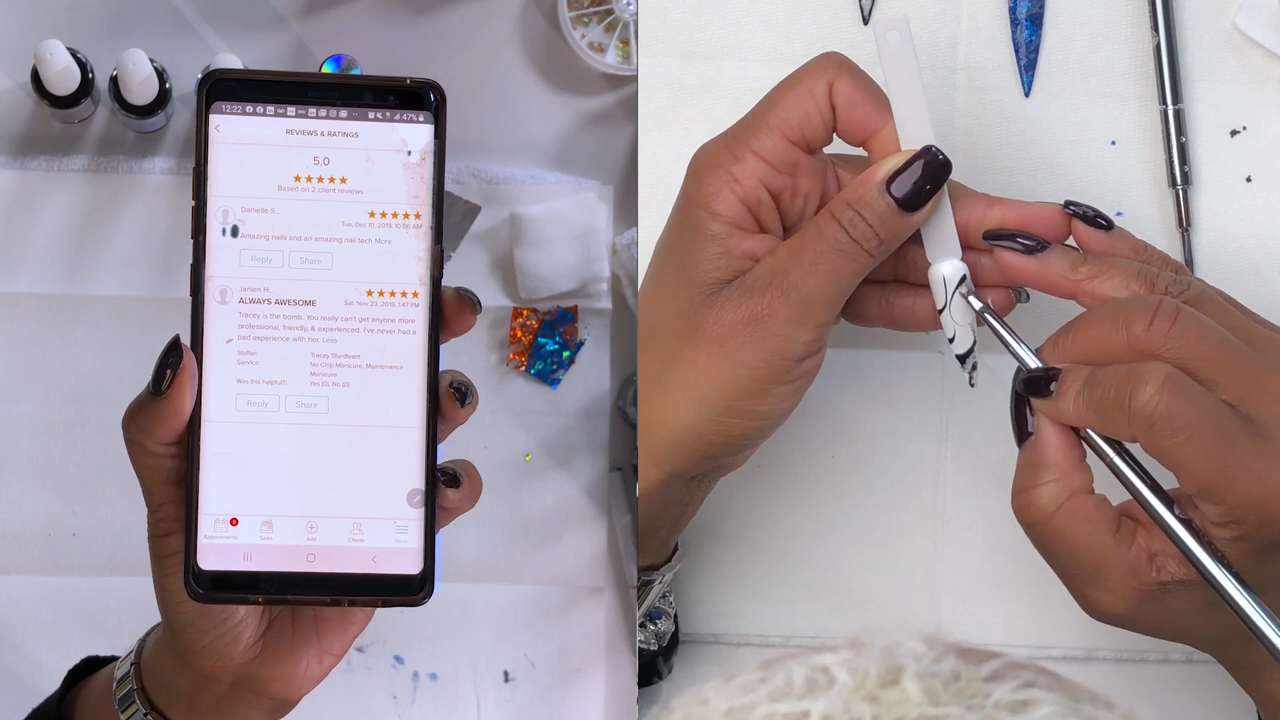 12:22
47%
REVIEWS & RATINGS
5.0
Based on 2 client reviews
Danielle S...
Tue, Dec 10, 2019, 10:06 AM
Amazing nails and an amazing nail tech More
Reply Share
Janien H...
ALWAYS AWESOME
Sat, Nov 23, 2019, 1:47 PM
Tracey is the bomb. You really can't get anyone more
professional, friendly, & experienced. I've never had a
bad experience with her. Less
Staffer: Tracey Sturdivant
Service: No Chip Manicure, Maintenance
Manicure
Was this helpful?: Yes (0), No (0)
Reply Share
8
Appointments Sales Add Clients More